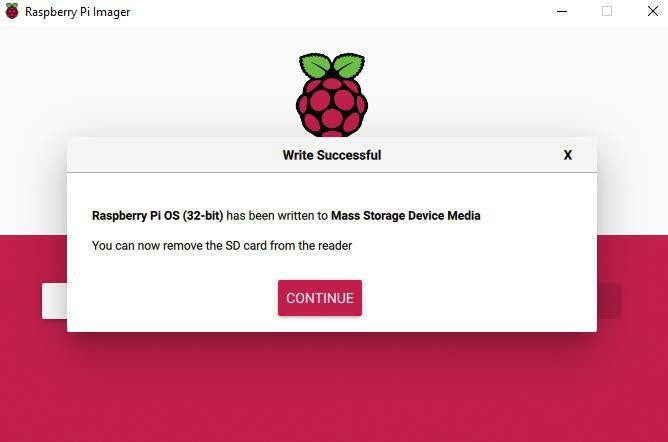 Raspberry Pi Imager
Write Successful
X
Raspberry Pi OS (32-bit) has been written to Mass Storage Device Media
You can now remove the SD card from the reader
CONTINUE